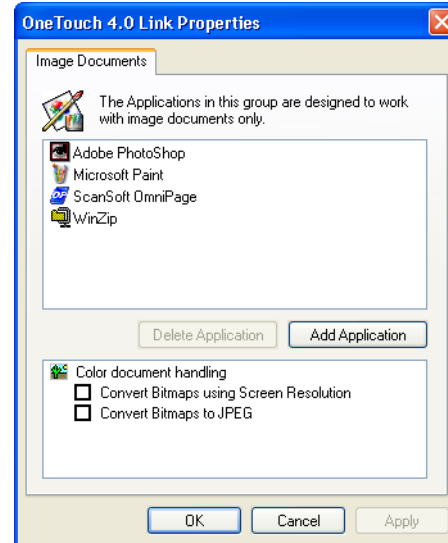 OneTouch 4.0 Link Properties
Image Documents
The Applications in this group are designed to work
with image documents only.
Adobe PhotoShop
Microsoft Paint
ScanSoft OmniPage
WinZip
Delete Application
Add Application
Color document handling
Convert Bitmaps using Screen Resolution
Convert Bitmaps to JPEG
OK
Cancel
Apply